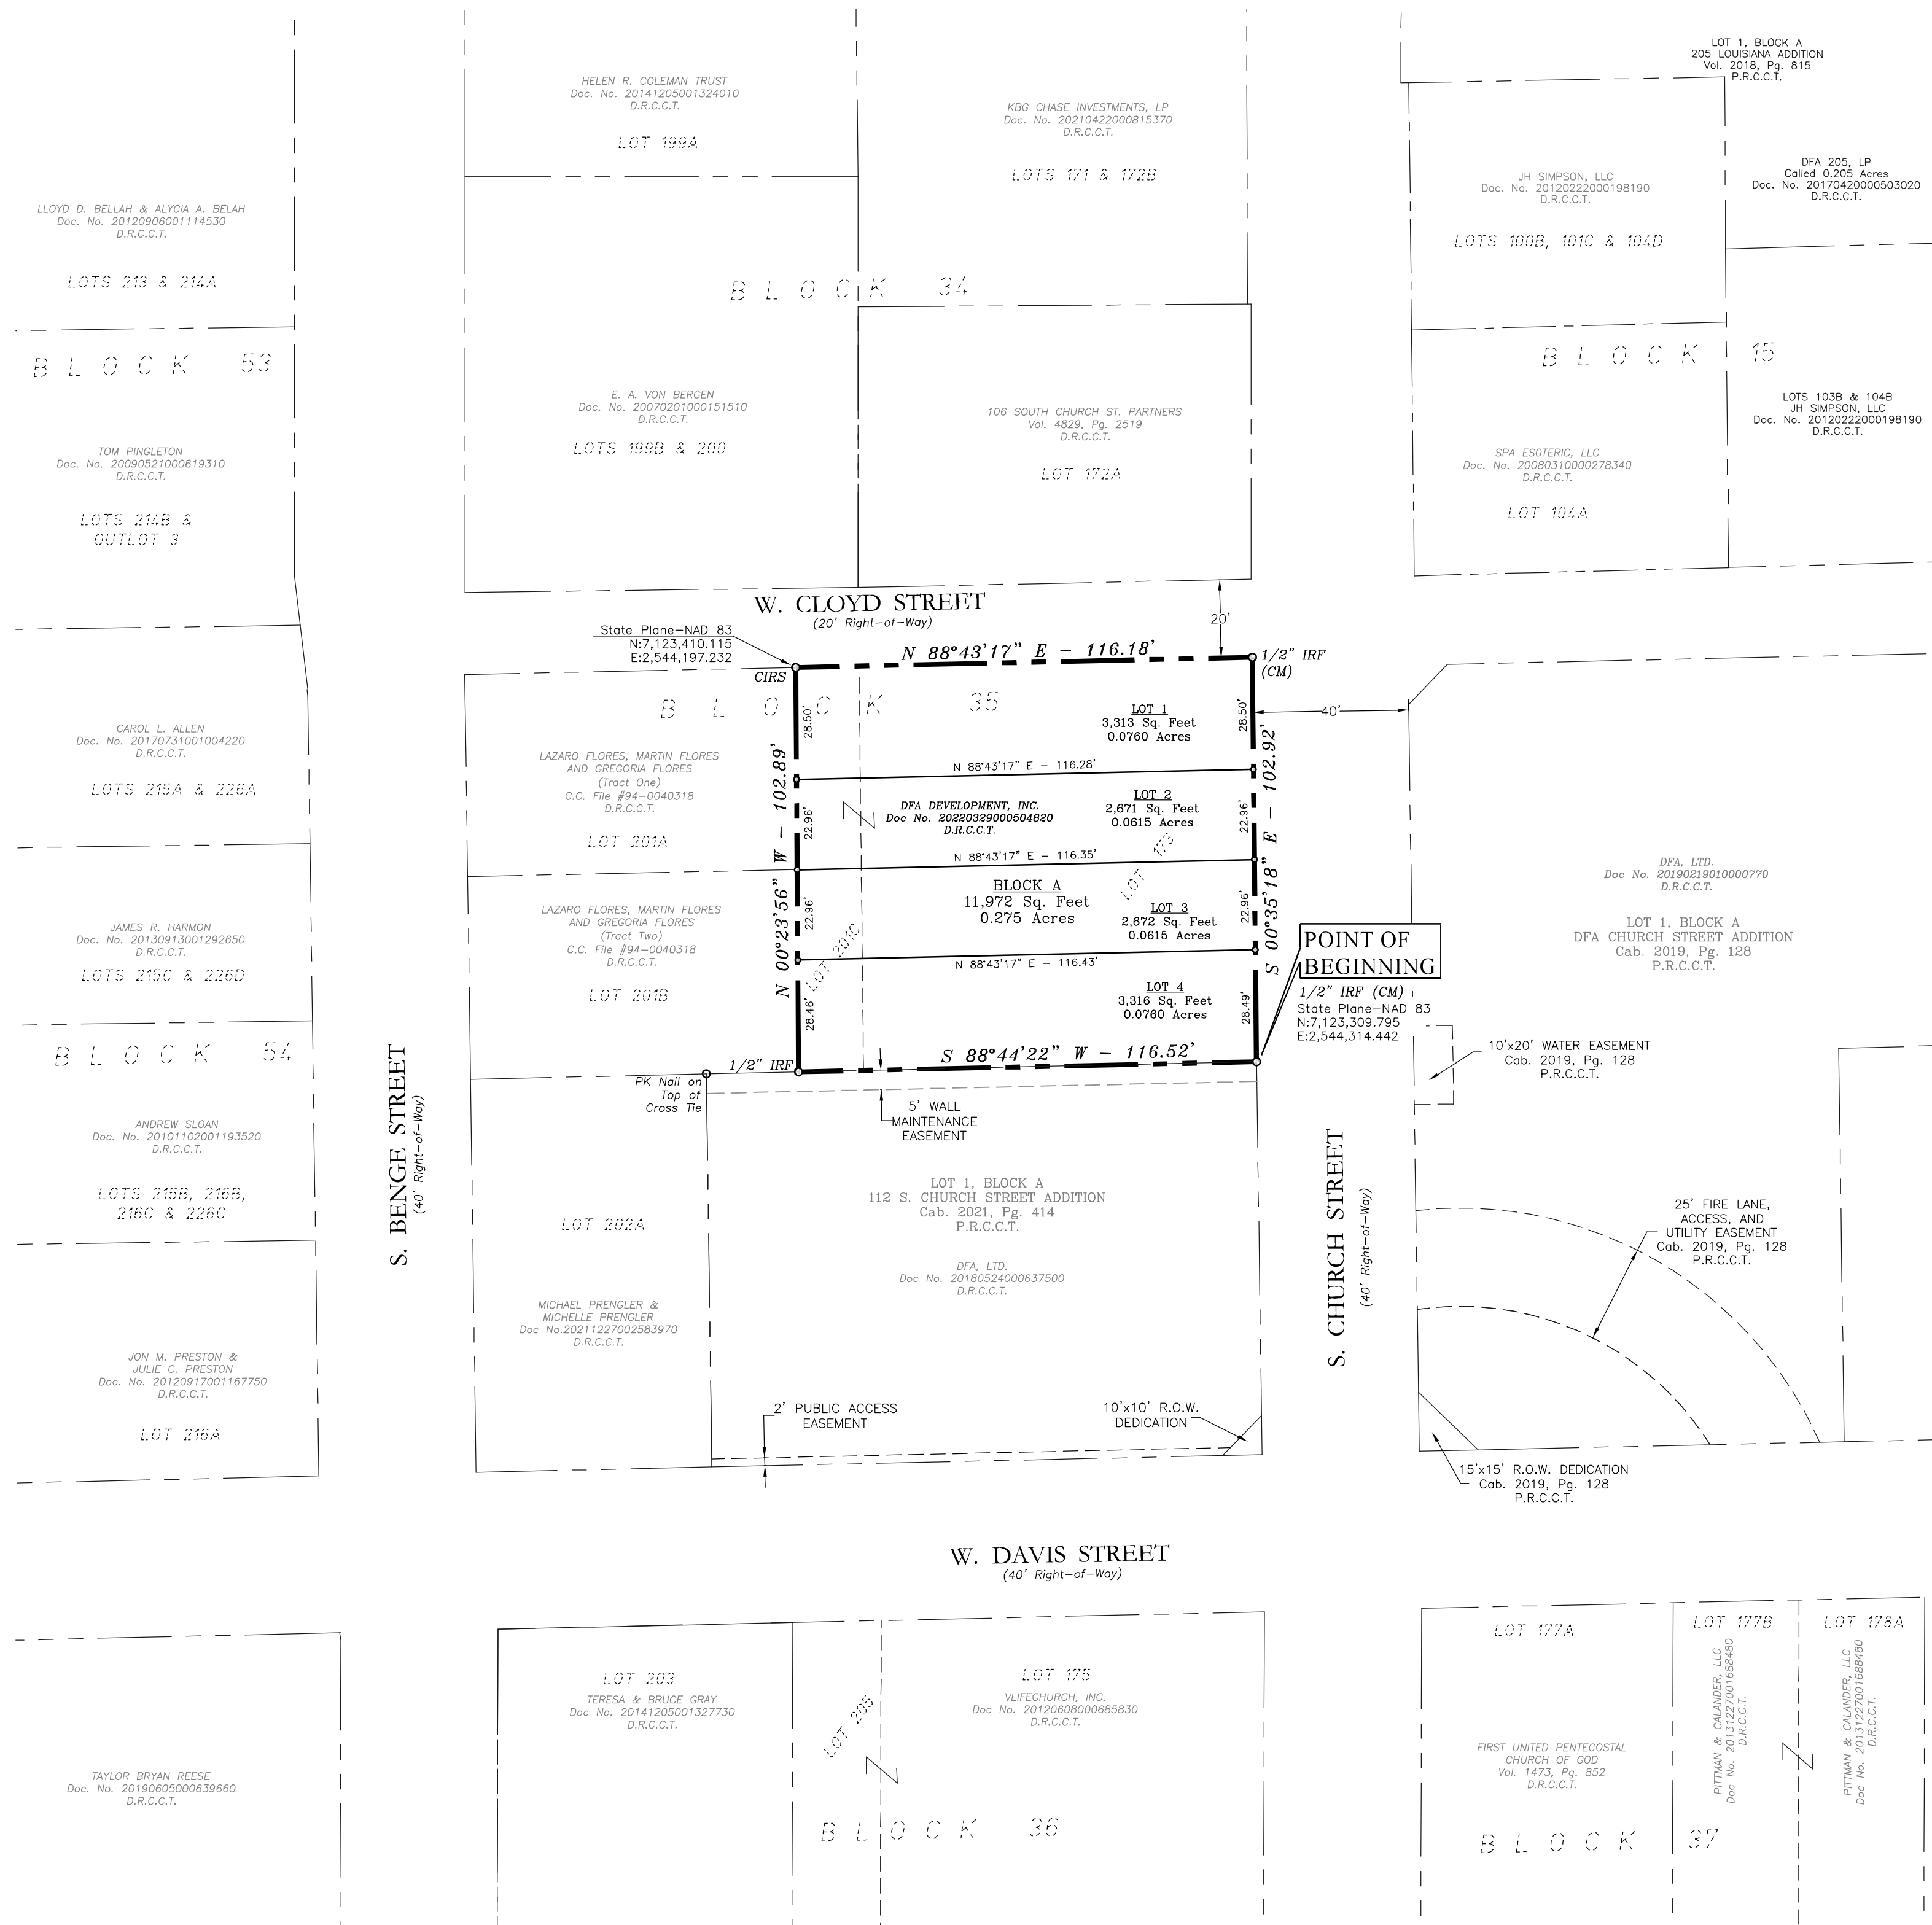 LOT 1, BLOCK A
205 LOUISIANA ADDITION
Vol. 2018, Pg. 815
P.R.C.C.T.
HELEN R. COLEMAN TRUST
Doc. No. 20141205001324010
D.R.C.C.T.
LOT 199A
KBG CHASE INVESTMENTS, LP
Doc. No. 20210422000815370
D.R.C.C.T.
LOTS 171 & 172B
JH SIMPSON, LLC
Doc. No. 20120222000198190
D.R.C.C.T.
LOTS 100B, 101C & 104D
DFA 205, LP
Called 0.205 Acres
Doc. No. 20170420000503020
D.R.C.C.T.
LLOYD D. BELLAH & ALYCIA A. BELAH
Doc. No. 20120906001114530
D.R.C.C.T.
LOTS 213 & 214A
BLOCK 34
BLOCK 53
BLOCK 15
E. A. VON BERGEN
Doc. No. 20070201000151510
D.R.C.C.T.
LOTS 199B & 200
106 SOUTH CHURCH ST. PARTNERS
Vol. 4829, Pg. 2519
D.R.C.C.T.
LOT 172A
LOTS 103B & 104B
JH SIMPSON, LLC
Doc. No. 20120222000198190
D.R.C.C.T.
TOM PINGLETON
Doc. No. 20090521000619310
D.R.C.C.T.
LOTS 214B &
OUTLOT 3
SPA ESOTERIC, LLC
Doc. No. 20080310000278340
D.R.C.C.T.
LOT 104A
W. CLOYD STREET
(20' Right-of-Way)
20'
State Plane-NAD 83
N:7,123,410.115
E:2,544,197.232
CIRS
N 88°43'17" E - 116.18'
1/2" IRF
(CM)
BLOCK 35
40'
28.50'
LOT 1
3,313 Sq. Feet
0.0760 Acres
28.50'
CAROL L. ALLEN
Doc. No. 20170731001004220
D.R.C.C.T.
LOTS 215A & 226A
LAZARO FLORES, MARTIN FLORES
AND GREGORIA FLORES
(Tract One)
C.C. File #94-0040318
D.R.C.C.T.
LOT 201A
N 00°23'56" W - 102.89'
N 88°43'17" E - 116.28'
DFA DEVELOPMENT, INC.
Doc No. 20220329000504820
D.R.C.C.T.
22.96'
LOT 2
2,671 Sq. Feet
0.0615 Acres
22.96'
S 00°35'18" E - 102.92'
N 88°43'17" E - 116.35'
LOT 173
DFA, LTD.
Doc No. 20190219010000770
D.R.C.C.T.
LOT 1, BLOCK A
DFA CHURCH STREET ADDITION
Cab. 2019, Pg. 128
P.R.C.C.T.
BLOCK A
11,972 Sq. Feet
0.275 Acres
LAZARO FLORES, MARTIN FLORES
AND GREGORIA FLORES
(Tract Two)
C.C. File #94-0040318
D.R.C.C.T.
LOT 201B
22.96'
LOT 201C
LOT 3
2,672 Sq. Feet
0.0615 Acres
22.96'
N 88°43'17" E - 116.43'
JAMES R. HARMON
Doc. No. 20130913001292650
D.R.C.C.T.
LOTS 215C & 226D
POINT OF
BEGINNING
1/2" IRF (CM)
State Plane-NAD 83
N:7,123,309.795
E:2,544,314.442
28.46'
LOT 4
3,316 Sq. Feet
0.0760 Acres
28.49'
BLOCK 54
S 88°44'22" W - 116.52'
1/2" IRF
PK Nail on
Top of
Cross Tie
10'x20' WATER EASEMENT
Cab. 2019, Pg. 128
P.R.C.C.T.
5' WALL
MAINTENANCE
EASEMENT
S. BENGE STREET
(40' Right-of-Way)
ANDREW SLOAN
Doc. No. 20101102001193520
D.R.C.C.T.
LOTS 215B, 216B,
216C & 226C
LOT 202A
LOT 1, BLOCK A
112 S. CHURCH STREET ADDITION
Cab. 2021, Pg. 414
P.R.C.C.T.
DFA, LTD.
Doc No. 20180524000637500
D.R.C.C.T.
S. CHURCH STREET
(40' Right-of-Way)
25' FIRE LANE,
ACCESS, AND
UTILITY EASEMENT
Cab. 2019, Pg. 128
P.R.C.C.T.
MICHAEL PRENGLER &
MICHELLE PRENGLER
Doc No.20211227002583970
D.R.C.C.T.
JON M. PRESTON &
JULIE C. PRESTON
Doc. No. 20120917001167750
D.R.C.C.T.
LOT 216A
2' PUBLIC ACCESS
EASEMENT
10'x10' R.O.W.
DEDICATION
15'x15' R.O.W. DEDICATION
Cab. 2019, Pg. 128
P.R.C.C.T.
W. DAVIS STREET
(40' Right-of-Way)
LOT 203
TERESA & BRUCE GRAY
Doc No. 20141205001327730
D.R.C.C.T.
LOT 205
LOT 175
VLIFECHURCH, INC.
Doc No. 20120608000685830
D.R.C.C.T.
LOT 177A
LOT 177B
LOT 178A
PITTMAN & CALANDER, LLC
Doc No. 20131227001688480
D.R.C.C.T.
PITTMAN & CALANDER, LLC
Doc No. 20131227001688480
D.R.C.C.T.
FIRST UNITED PENTECOSTAL
CHURCH OF GOD
Vol. 1473, Pg. 852
D.R.C.C.T.
TAYLOR BRYAN REESE
Doc. No. 20190605000639660
D.R.C.C.T.
BLOCK 36
BLOCK 37